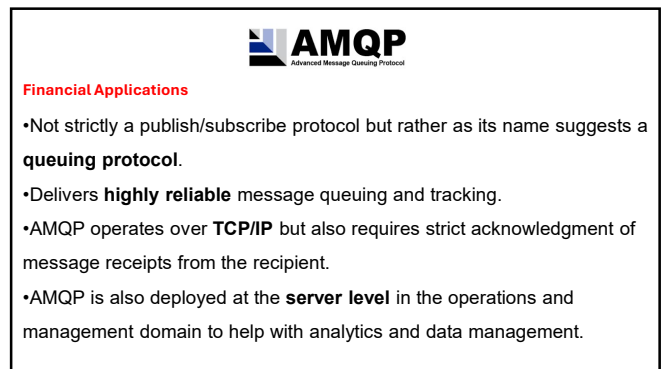 AMQP
Advanced Message Queuing Protocol
Financial Applications
•Not strictly a publish/subscribe protocol but rather as its name suggests a
queuing protocol.
•Delivers highly reliable message queuing and tracking.
•AMQP operates over TCP/IP but also requires strict acknowledgment of
message receipts from the recipient.
•AMQP is also deployed at the server level in the operations and
management domain to help with analytics and data management.